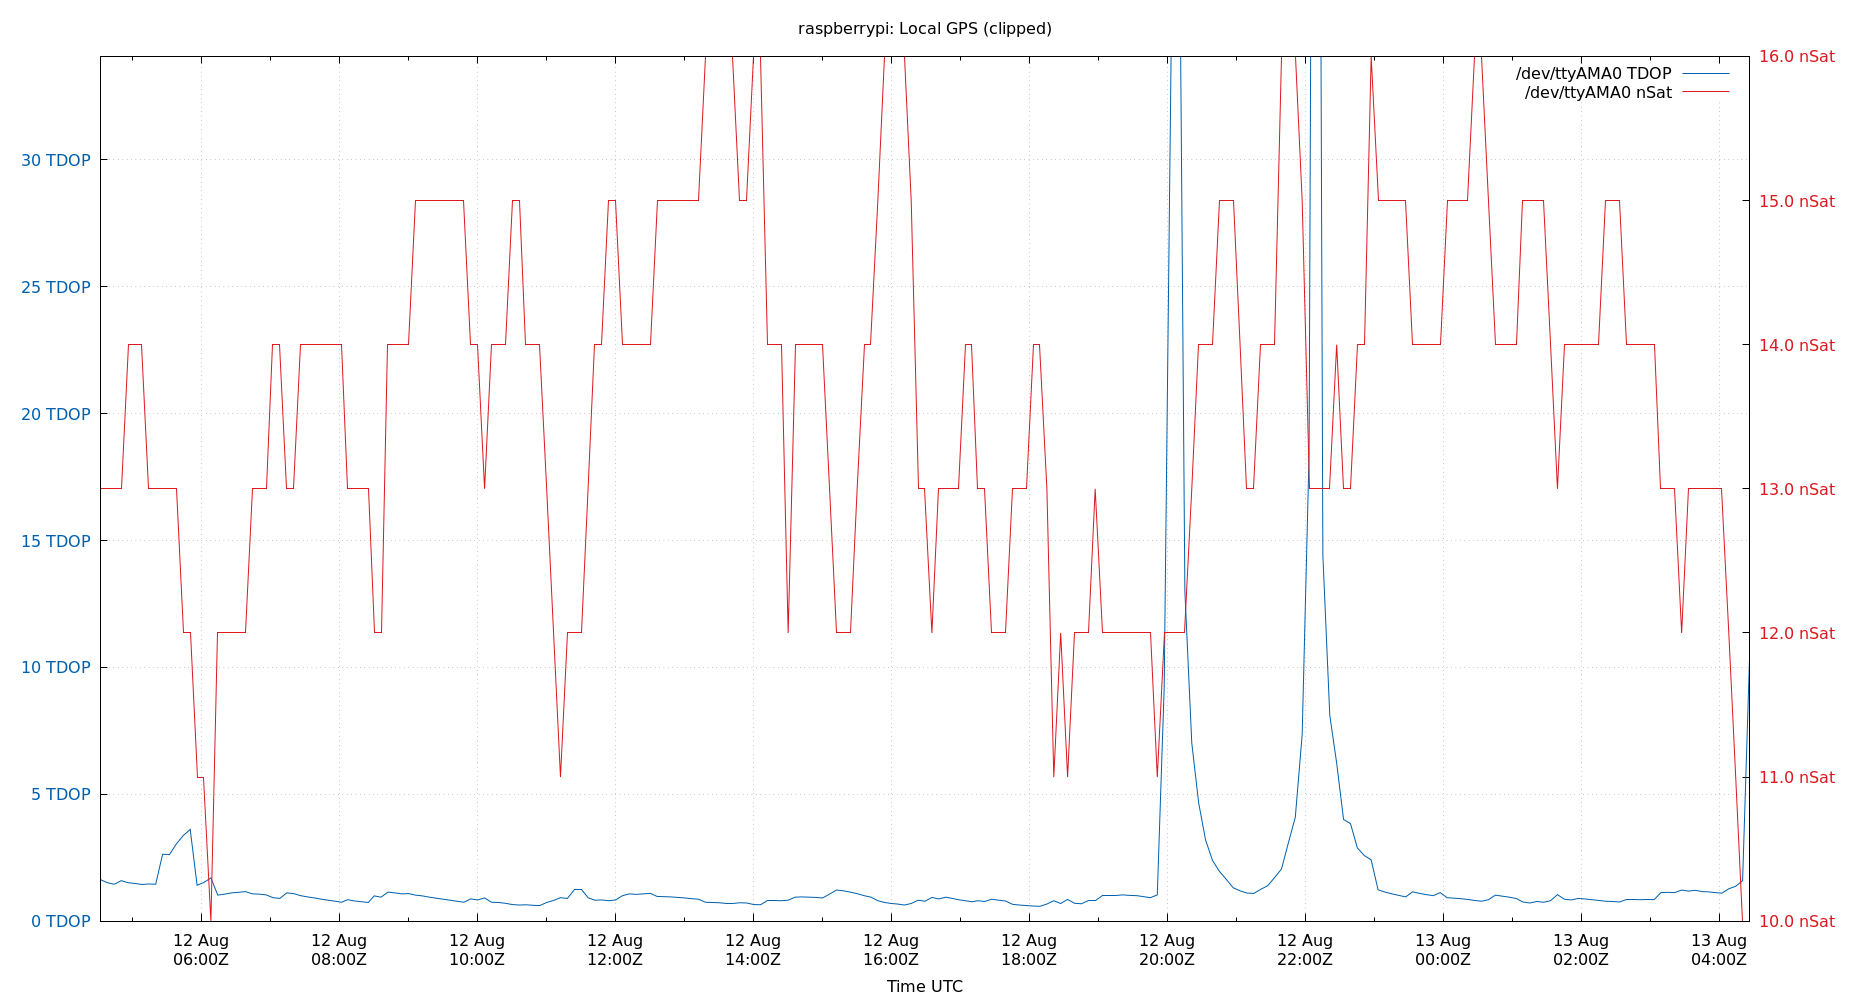 raspberrypi: Local GPS (clipped)
/dev/ttyAMA0 TDOP
/dev/ttyAMA0 nSat
30 TDOP
25 TDOP
20 TDOP
15 TDOP
10 TDOP
5 TDOP
0 TDOP
16.0 nSat
15.0 nSat
14.0 nSat
13.0 nSat
12.0 nSat
11.0 nSat
10.0 nSat
12 Aug
06:00Z
12 Aug
08:00Z
12 Aug
10:00Z
12 Aug
12:00Z
12 Aug
14:00Z
12 Aug
16:00Z
12 Aug
18:00Z
12 Aug
20:00Z
12 Aug
22:00Z
13 Aug
00:00Z
13 Aug
02:00Z
13 Aug
04:00Z
Time UTC